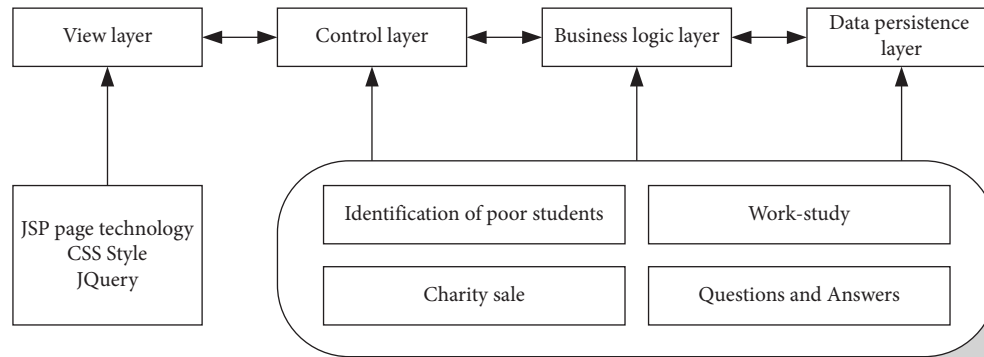 View layer
Control layer
Business logic layer
Data persistence
layer
JSP page technology
CSS Style
JQuery
Identification of poor students
Work-study
Charity sale
Questions and Answers